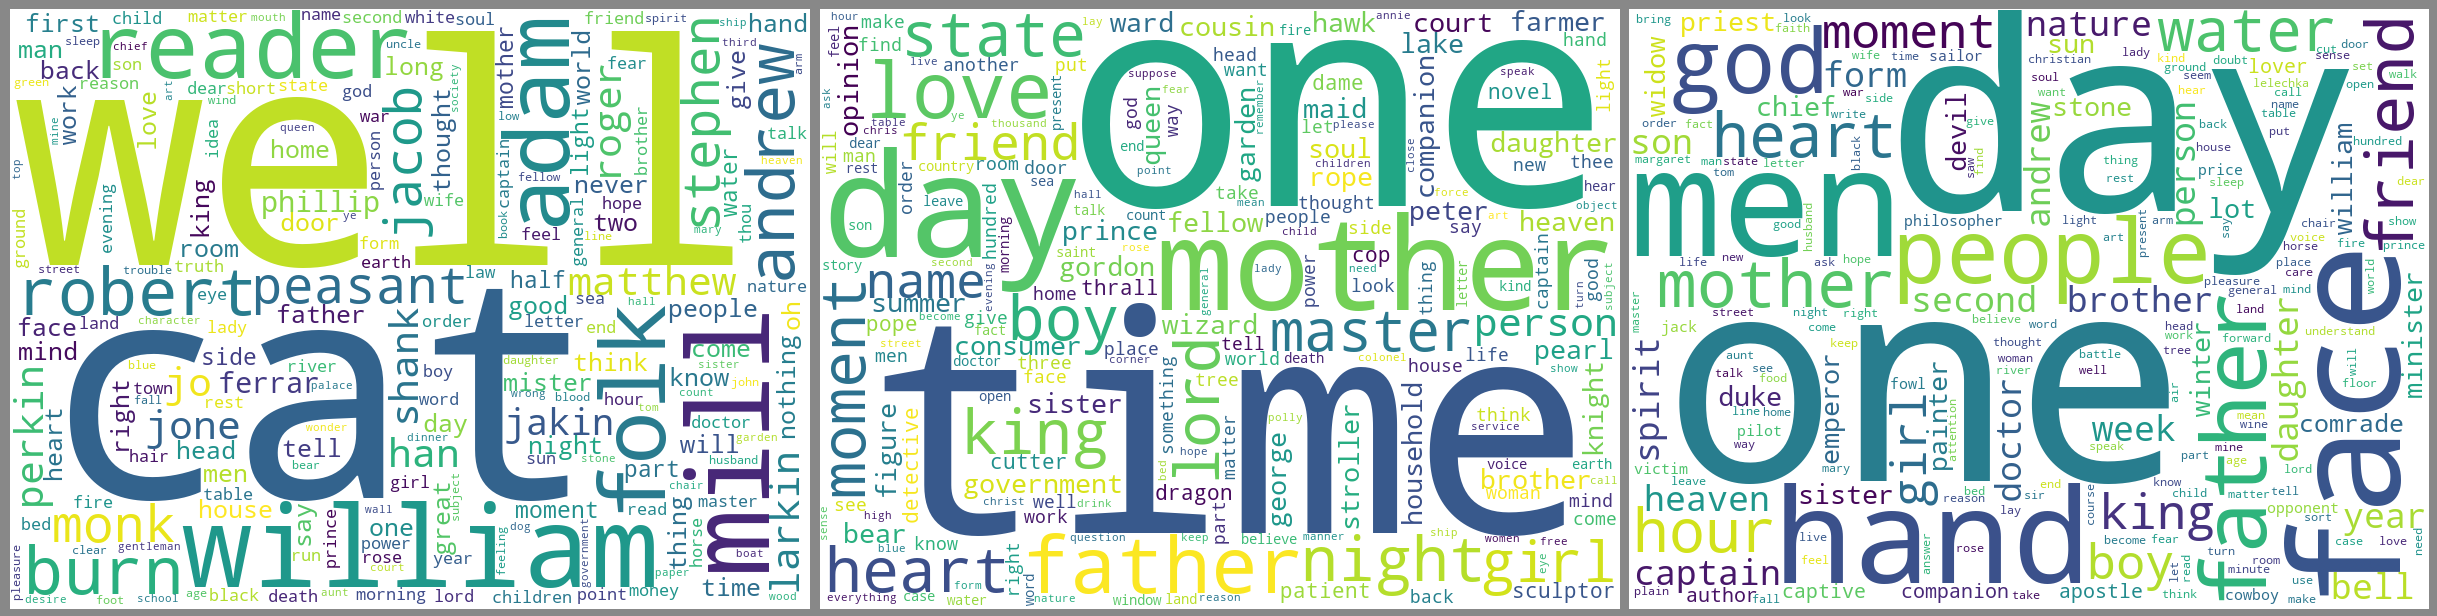 first child matter mouth name second white soul friend spirit ship hand
man sleep chief reader uncle mother captain third arm
back son reason dear short state long adam light world fear stephen give andrew
green work mine love art wind idea god war jacob thought society low roger brother talk
well queen home phillip door ye person king wife book fellow never hope two water mary thou heaven
top ground evening room truth form earth feel general line
street trouble law half matthew sea hall nature
robert eye peasant good letter end people
face land character father shank order folk oh
mind lady side river daughter think come
perkin heart blue jo ferrar palace boy mister know sister john
cat right town fall rest jone word jakin hour wrong blood tom doctor count mill nothing
hair head wonder tell bear han day night dinner sun stone will garden
men girl part chair husband larkin
fire table house subject master
bed monk wall one great moment read thing horse
clear gentleman say prince power dog boat
burn william run rose court year feeling government paper money time
pleasure desire foot school age black death aunt morning lord children point wood
hour make state ward cousin fire hawk lay annie court farmer
feel opinion find love another head put lake hand
ask live table suppose one speak novel light
chris dear friend present ye thousand god way queen garden want remember dame maid let please companion daughter
will man country room door soul children new thee
rest order day leave hundred sea end point rope close force hear
son talk hall count mean thought peter art object
story morning prince fellow people child side say heaven
second saint gordon mother cop captain
moment name evening home thrall lady general power need look thing letter kind good turn subject
summer become give boy wizard master person
pope fact consumer place tell death colonel pearl
men street doctor corner world house life show
figure three face lord tree sister something time household think knight
see detective king open polly service
high cutter matter george stroller voice brother earth call
government bed hope christ well drink dragon woman mind
sense bear blue know work part believe manner ship women free eye come
heart question keep father night girl
everything form case water right word nature window land reason patient back sculptor
bring priest look faith moment nature water cut door
widow god wife time sailor christian sun lady kind sense set
order fact heart form war side soul ground seem doubt lover walk
son chief write devil want stone hear call lelechka open friend
margaret man state letter black give saw find andrew person back name table put
tom men day thing rest house william hundred
good husband philosopher light arm price sleep lot say chair dear show
life new ask hope people art present voice horse fire prince
mother second pleasure place care minister
master spirit jack street night right come brother general mind world face
believe word head work land understand
aunt keep thought woman battle tree father forward
talk see food one well river fowl air winter daughter will floor
duke line home emperor girl painter doctor week mean wine comrade
pilot way attention speak mine
victim mary part age lord
leave bed end know child matter tell opponent
heaven sister reason sir course king sort year
hour hand lay become fear boy turn case love need
captain live feel answer rose let read room minute use bell
plain author fall captive companion take apostle think cowboy make